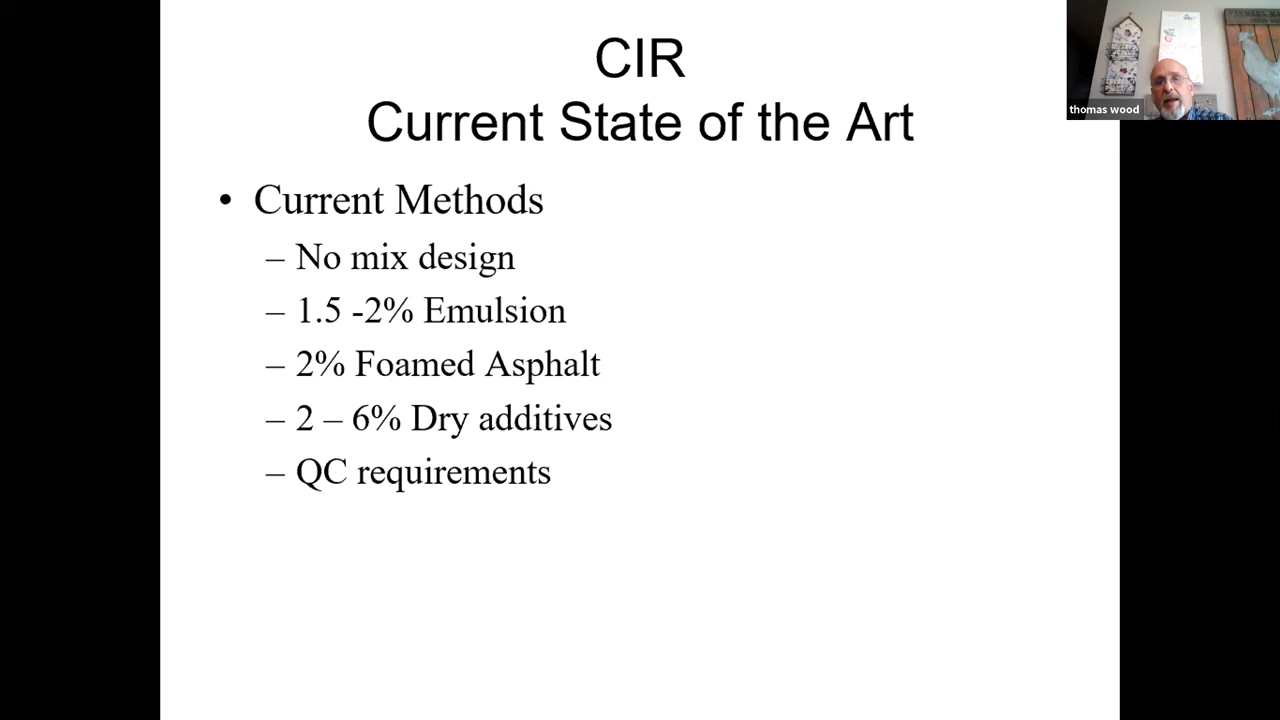 CIR
Current State of the Art
• Current Methods
– No mix design
– 1.5 -2% Emulsion
– 2% Foamed Asphalt
– 2 – 6% Dry additives
– QC requirements
thomas wood